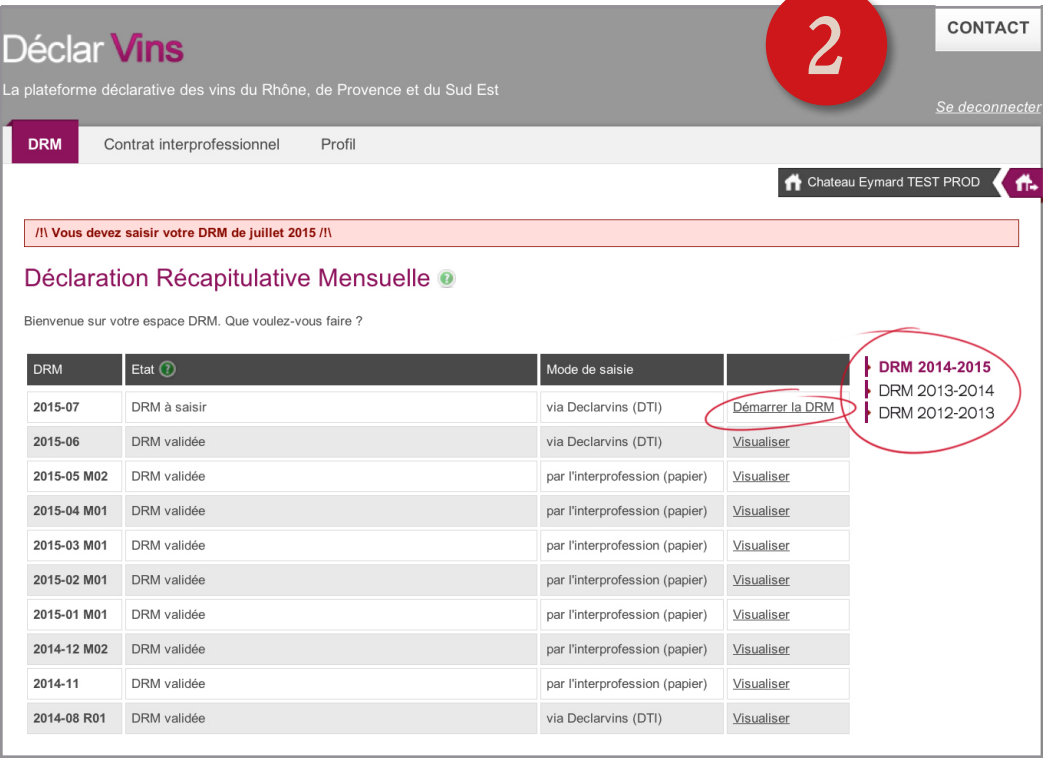 2
CONTACT
Déclar Vins
La plateforme déclarative des vins du Rhône, de Provence et du Sud Est
Se deconnecter
DRM Contrat interprofessionnel Profil
Chateau Eymard TEST PROD
/!\ Vous devez saisir votre DRM de juillet 2015 /!\
Déclaration Récapitulative Mensuelle ?
Bienvenue sur votre espace DRM. Que voulez-vous faire ?
DRM Etat ? Mode de saisie
2015-07 DRM à saisir via Declarvins (DTI) Démarrer la DRM
2015-06 DRM validée via Declarvins (DTI) Visualiser
2015-05 M02 DRM validée par l'interprofession (papier) Visualiser
2015-04 M01 DRM validée par l'interprofession (papier) Visualiser
2015-03 M01 DRM validée par l'interprofession (papier) Visualiser
2015-02 M01 DRM validée par l'interprofession (papier) Visualiser
2015-01 M01 DRM validée par l'interprofession (papier) Visualiser
2014-12 M02 DRM validée par l'interprofession (papier) Visualiser
2014-11 DRM validée par l'interprofession (papier) Visualiser
2014-08 R01 DRM validée via Declarvins (DTI) Visualiser
DRM 2014-2015
DRM 2013-2014
DRM 2012-2013